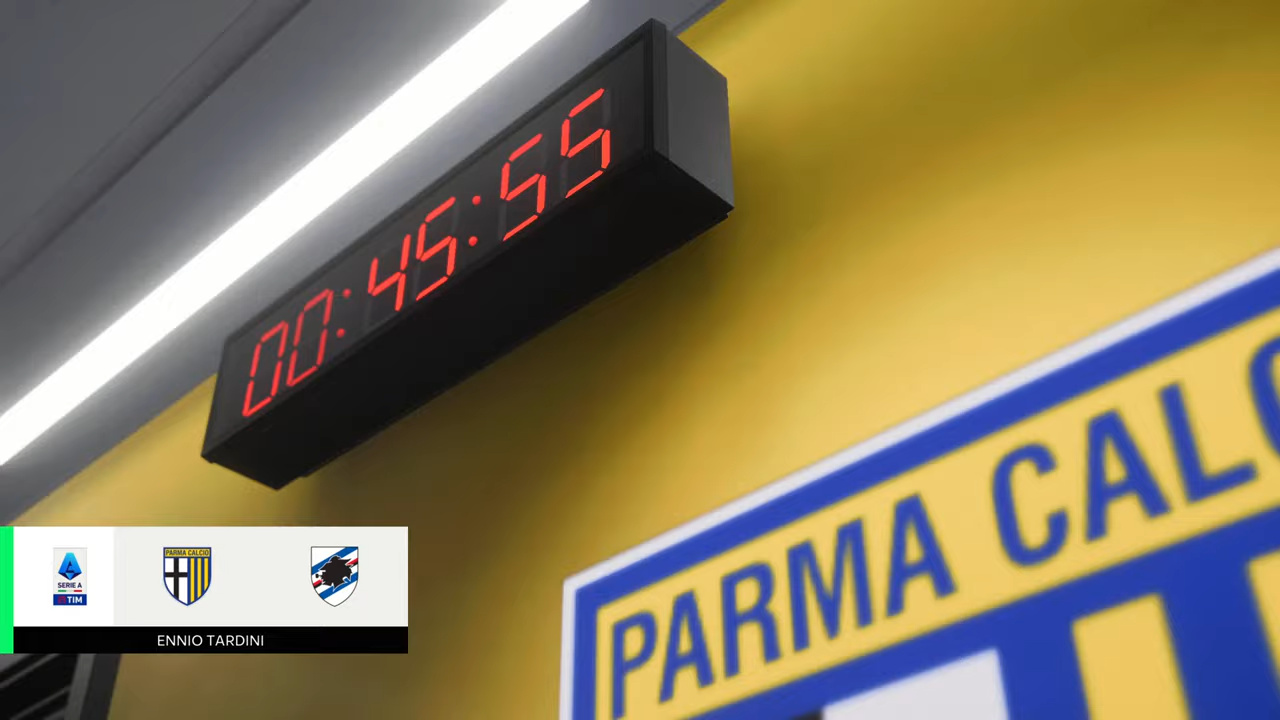 00:45:55
PARMA CALC
SERIE A
TIM
PARMA CALCIO
ENNIO TARDINI